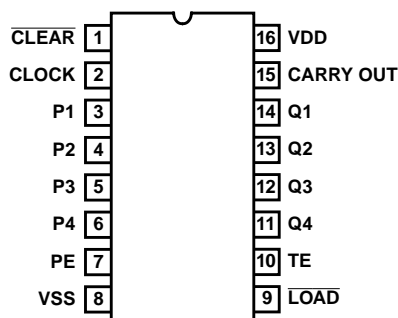 CLEAR 1 16 VDD
CLOCK 2 15 CARRY OUT
P1 3 14 Q1
P2 4 13 Q2
P3 5 12 Q3
P4 6 11 Q4
PE 7 10 TE
VSS 8 9 LOAD